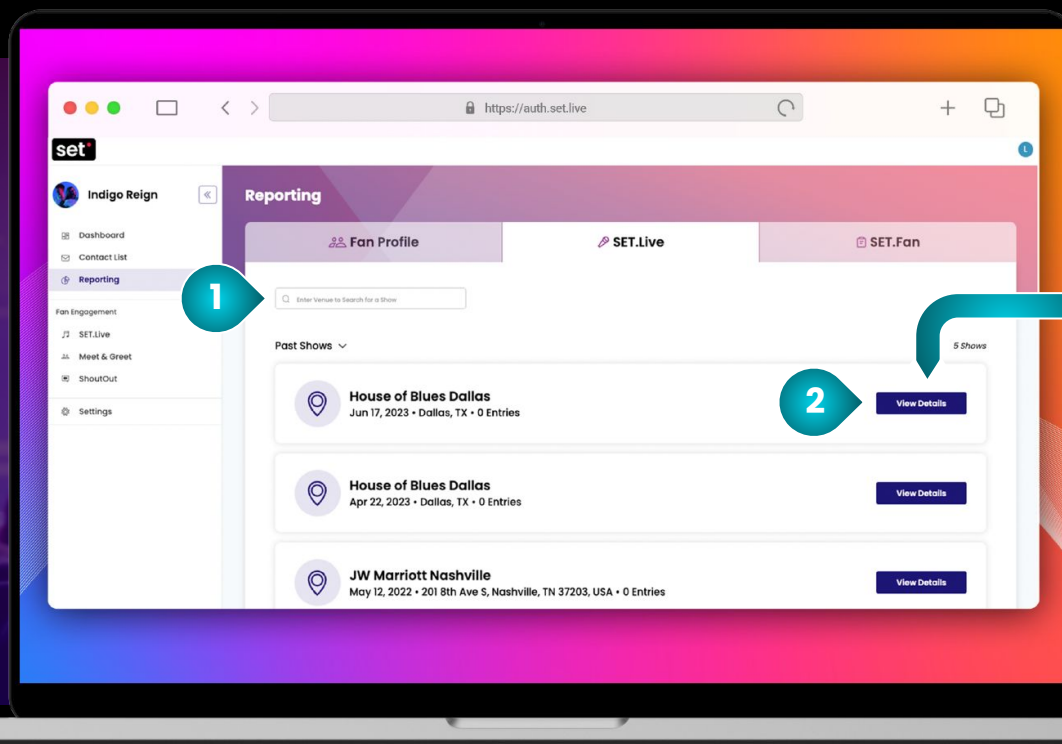 https://auth.set.live
set
L
Indigo Reign
Reporting
Dashboard
Contact List
Reporting
Fan Engagement
SET.Live
Meet & Greet
ShoutOut
Settings
Fan Profile
SET.Live
SET.Fan
1
Enter Venue to Search for a Show
Past Shows
5 Shows
House of Blues Dallas
Jun 17, 2023 • Dallas, TX • 0 Entries
2
View Details
House of Blues Dallas
Apr 22, 2023 • Dallas, TX • 0 Entries
View Details
JW Marriott Nashville
May 12, 2022 • 201 8th Ave S, Nashville, TN 37203, USA • 0 Entries
View Details